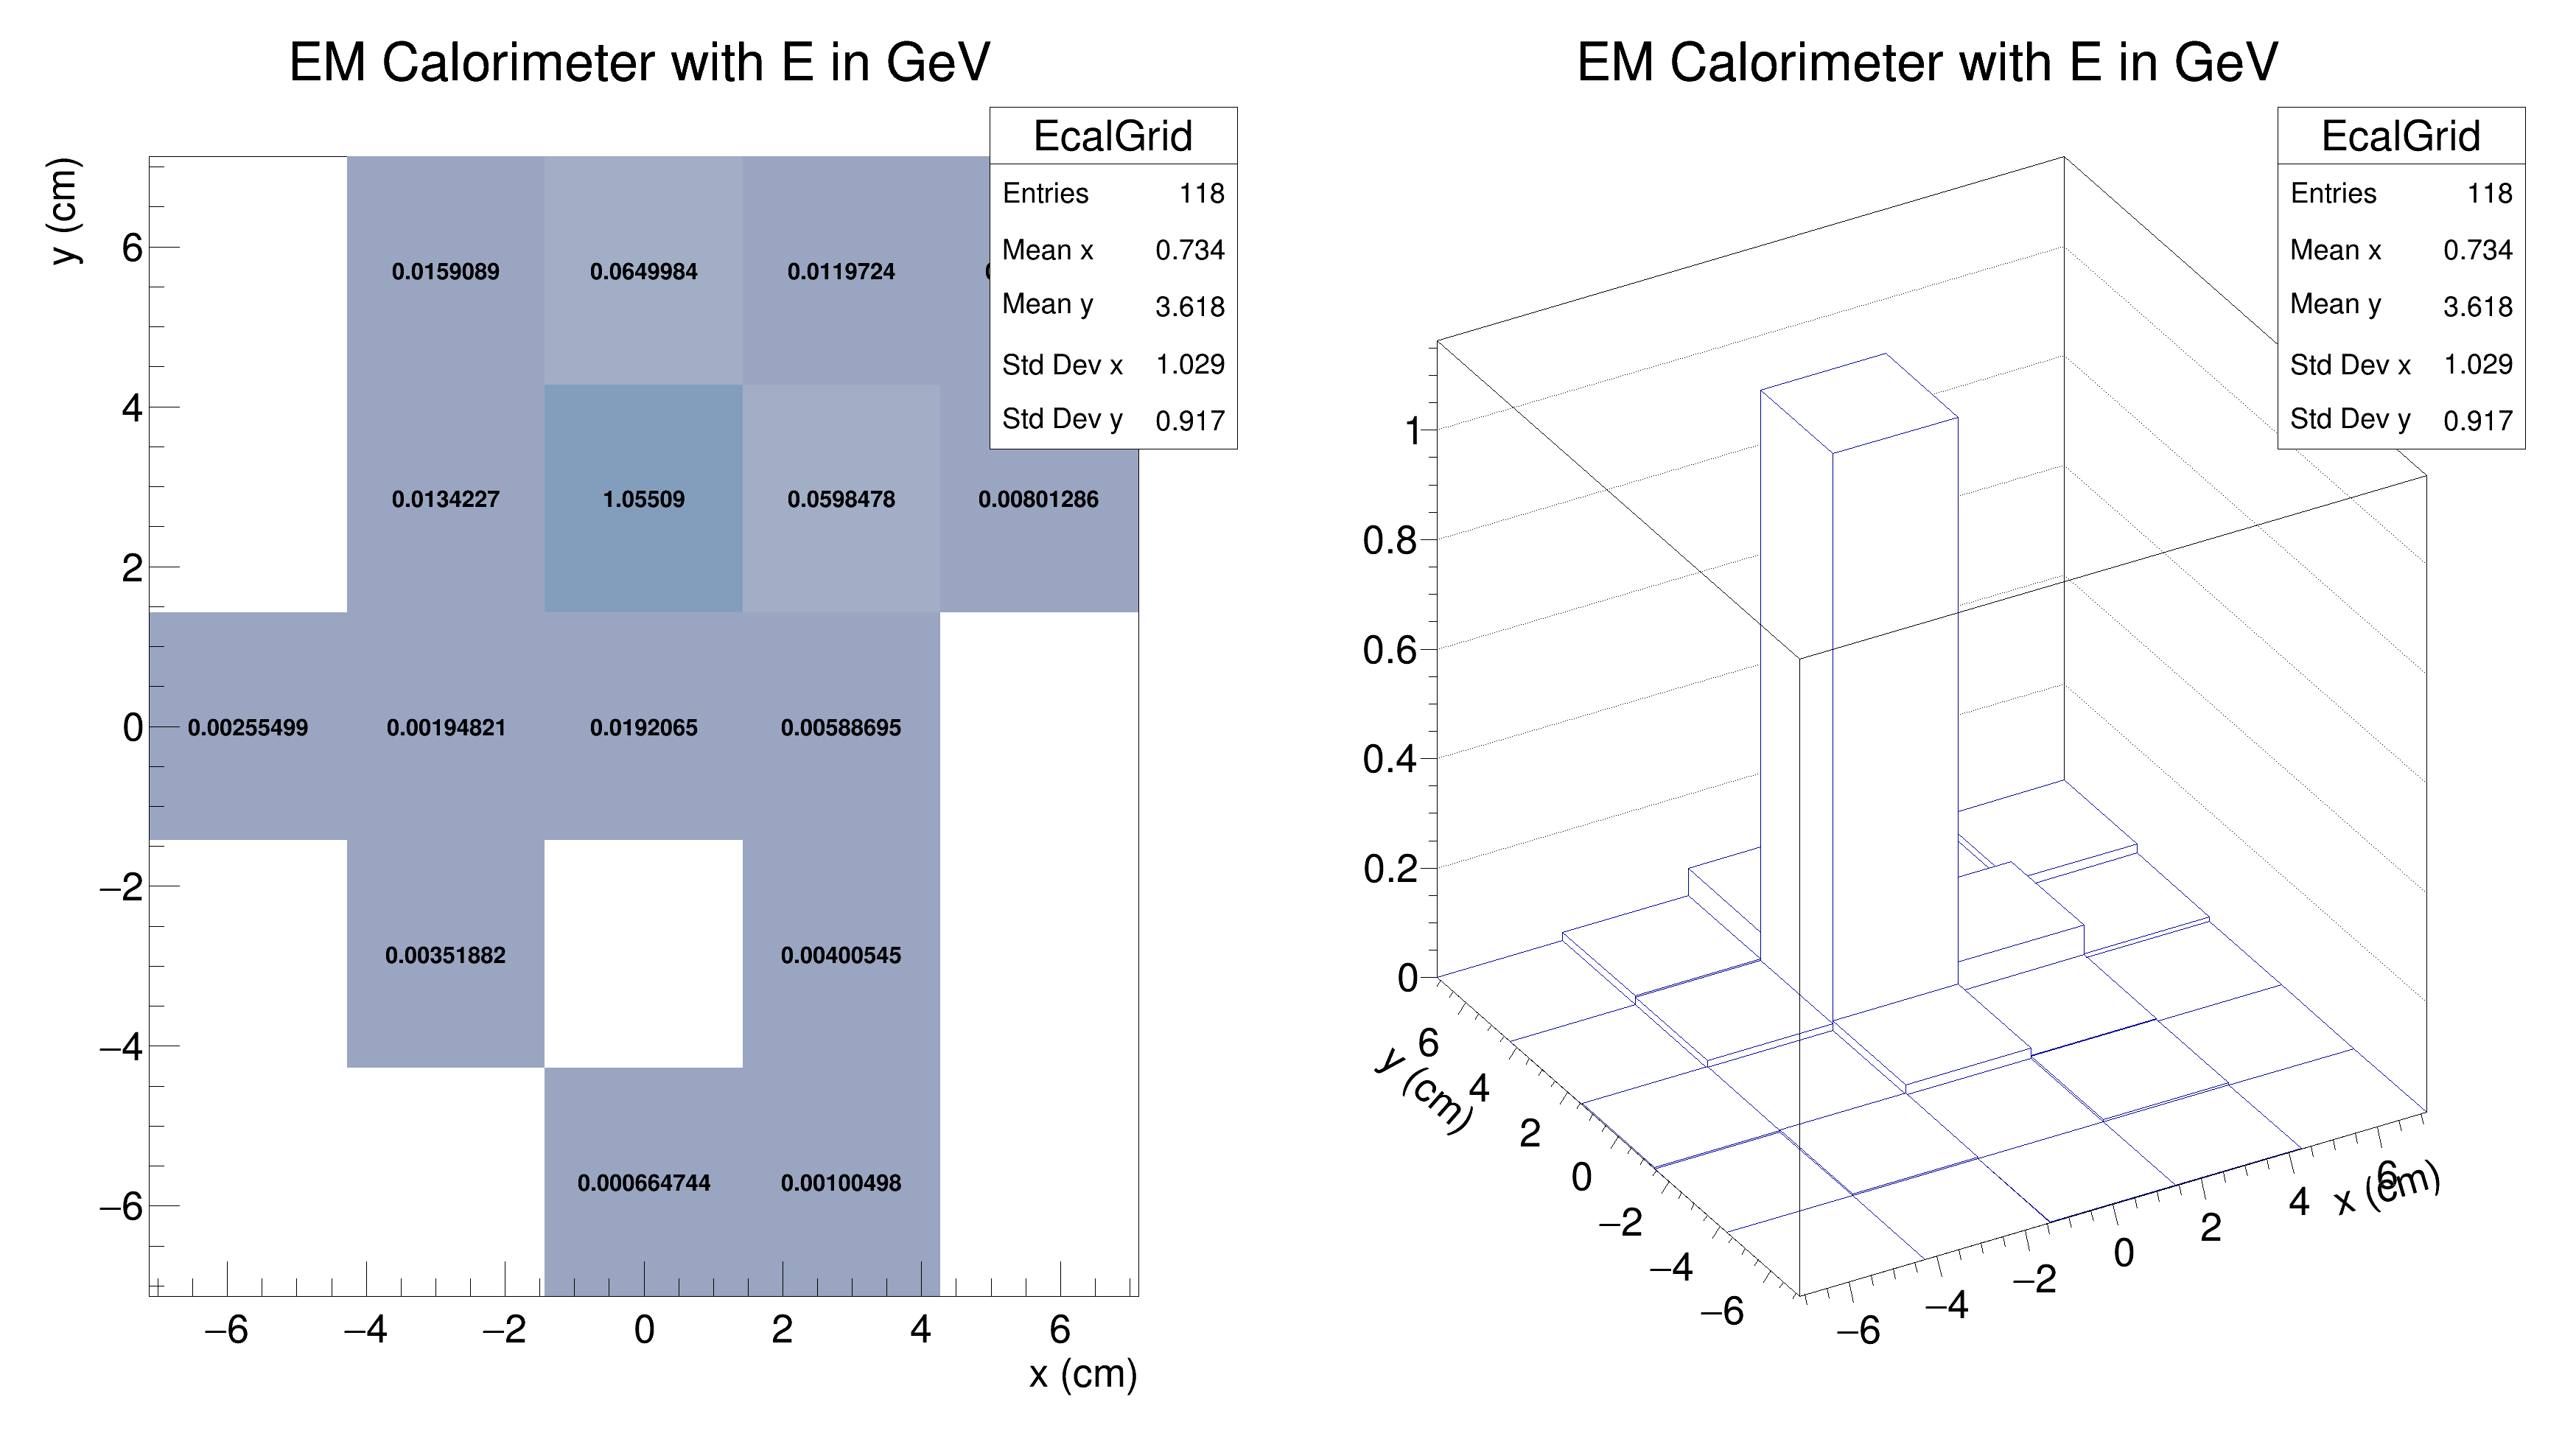 EM Calorimeter with E in GeV
EcalGrid
Entries 118
Mean x 0.734
Mean y 3.618
Std Dev x 1.029
Std Dev y 0.917
y (cm)
6
4
2
0
−2
−4
−6
0.0159089 0.0649984 0.0119724
0.0134227 1.05509 0.0598478 0.00801286
0.00255499 0.00194821 0.0192065 0.00588695
0.00351882 0.00400545
0.000664744 0.00100498
−6 −4 −2 0 2 4 6
x (cm)
EM Calorimeter with E in GeV
EcalGrid
Entries 118
Mean x 0.734
Mean y 3.618
Std Dev x 1.029
Std Dev y 0.917
1
0.8
0.6
0.4
0.2
0
6
4
2
0
−2
−4
−6
y (cm)
−6
−4
−2
0
2
4
6
x (cm)